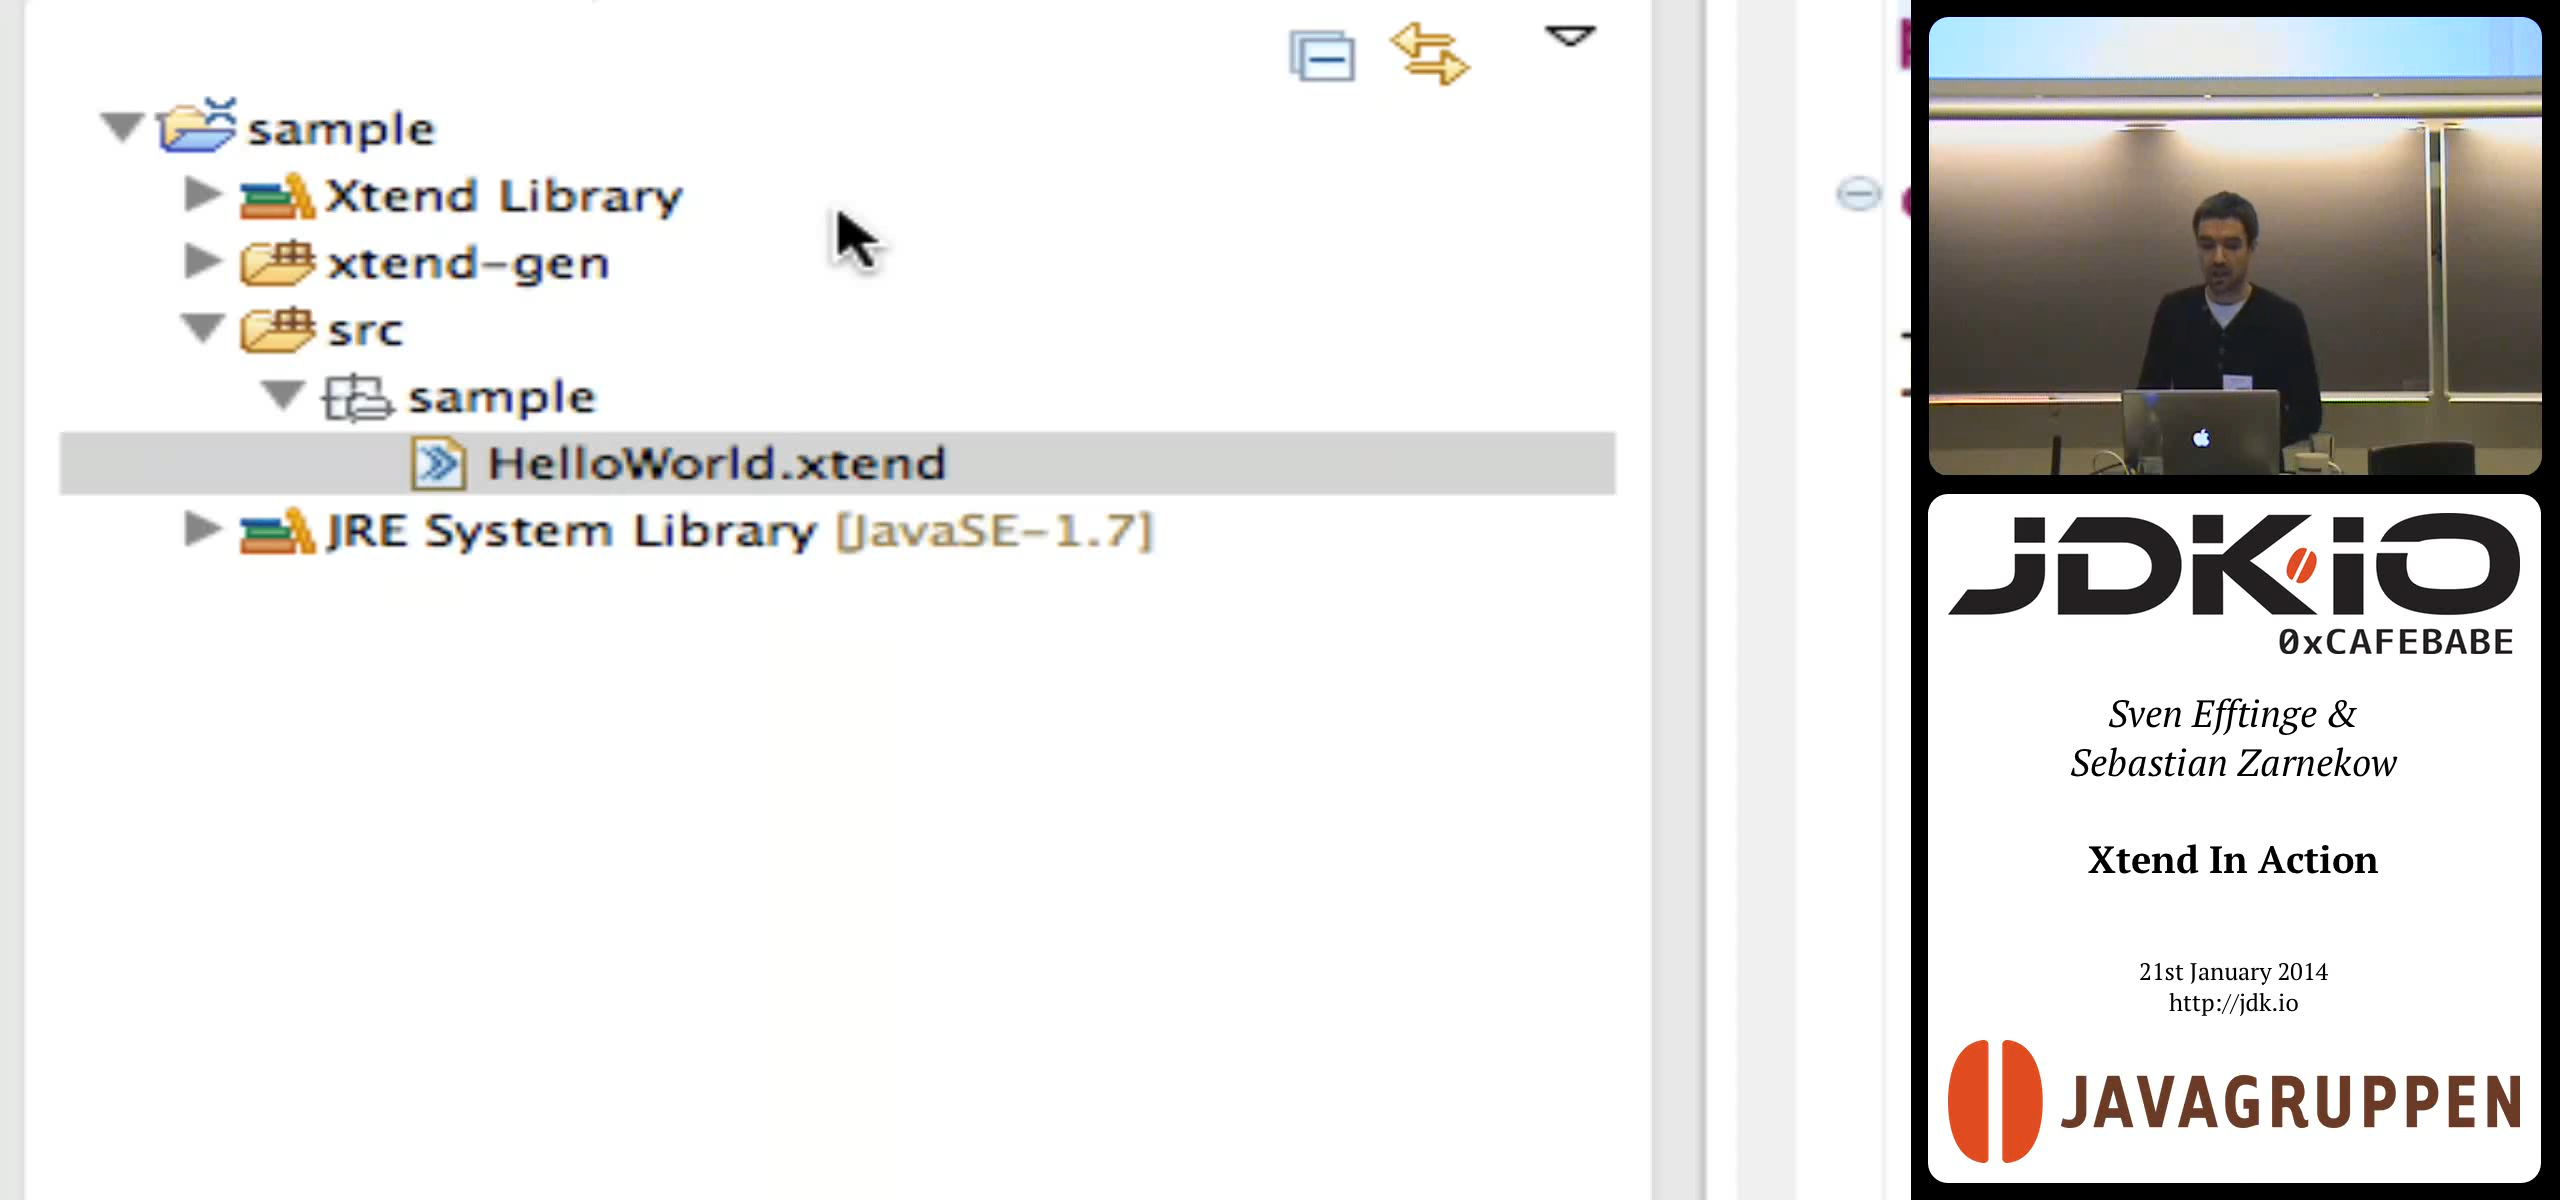 sample
Xtend Library
xtend-gen
src
sample
HelloWorld.xtend
JRE System Library [JavaSE-1.7]
JDK iO
0xCAFEBABE
Sven Efftinge &
Sebastian Zarnekow
Xtend In Action
21st January 2014
http://jdk.io
JAVAGRUPPEN